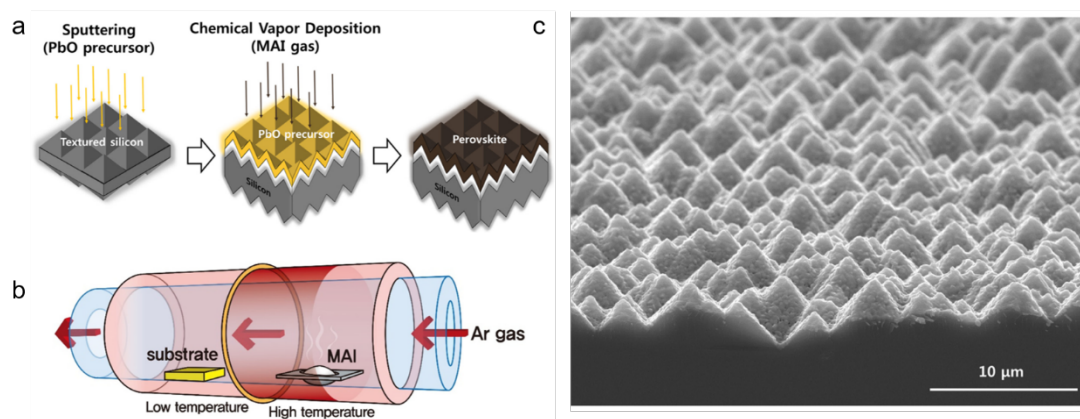 a
Sputtering
(PbO precursor)
Chemical Vapor Deposition
(MAI gas)
Textured silicon
PbO precursor
Silicon
Perovskite
Silicon
b
substrate
MAI
Ar gas
Low temperature
High temperature
c
10 μm